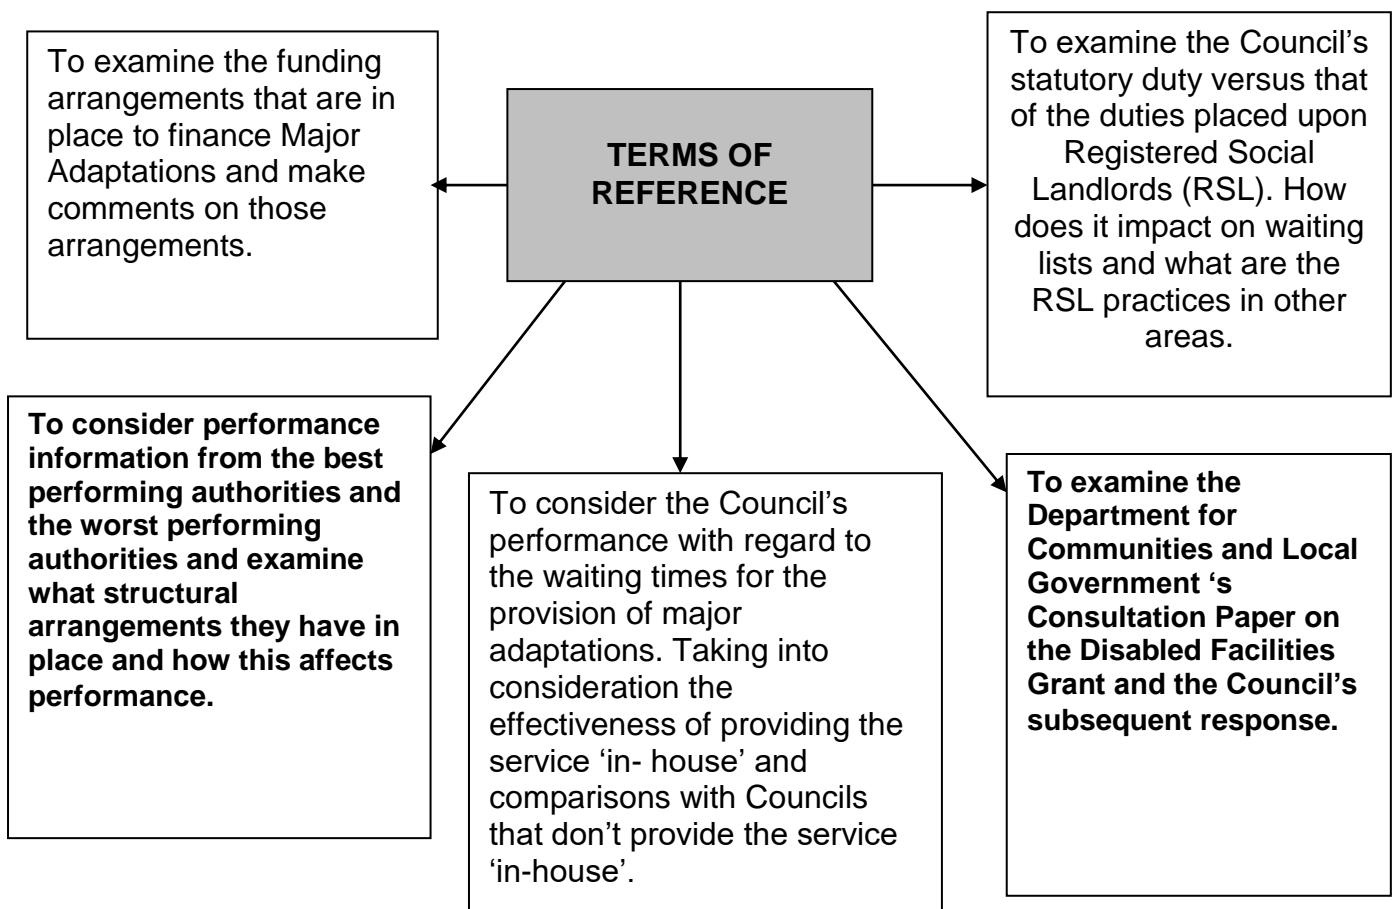 To examine the funding
arrangements that are in
place to finance Major
Adaptations and make
comments on those
arrangements.
TERMS OF
REFERENCE
To examine the Council’s
statutory duty versus that
of the duties placed upon
Registered Social
Landlords (RSL). How
does it impact on waiting
lists and what are the
RSL practices in other
areas.
To consider performance
information from the best
performing authorities and
the worst performing
authorities and examine
what structural
arrangements they have in
place and how this affects
performance.
To consider the Council’s
performance with regard to
the waiting times for the
provision of major
adaptations. Taking into
consideration the
effectiveness of providing the
service ‘in- house’ and
comparisons with Councils
that don’t provide the service
‘in-house’.
To examine the
Department for
Communities and Local
Government ‘s
Consultation Paper on
the Disabled Facilities
Grant and the Council’s
subsequent response.